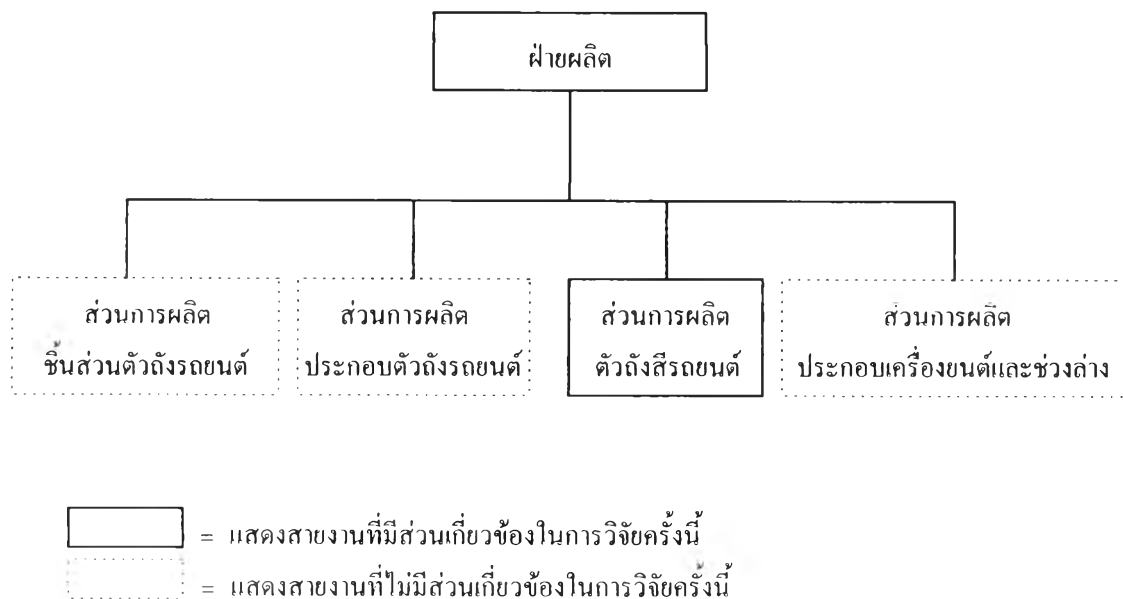 ฝ่ายผลิต
ส่วนการผลิต
ชิ้นส่วนตัวถังรถยนต์
ส่วนการผลิต
ประกอบตัวถังรถยนต์
ส่วนการผลิต
ตัวถังสีรถยนต์
ส่วนการผลิต
ประกอบเครื่องยนต์และช่วงล่าง
= แสดงสายงานที่มีส่วนเกี่ยวข้องในการวิจัยครั้งนี้
= แสดงสายงานที่ไม่มีส่วนเกี่ยวข้องในการวิจัยครั้งนี้